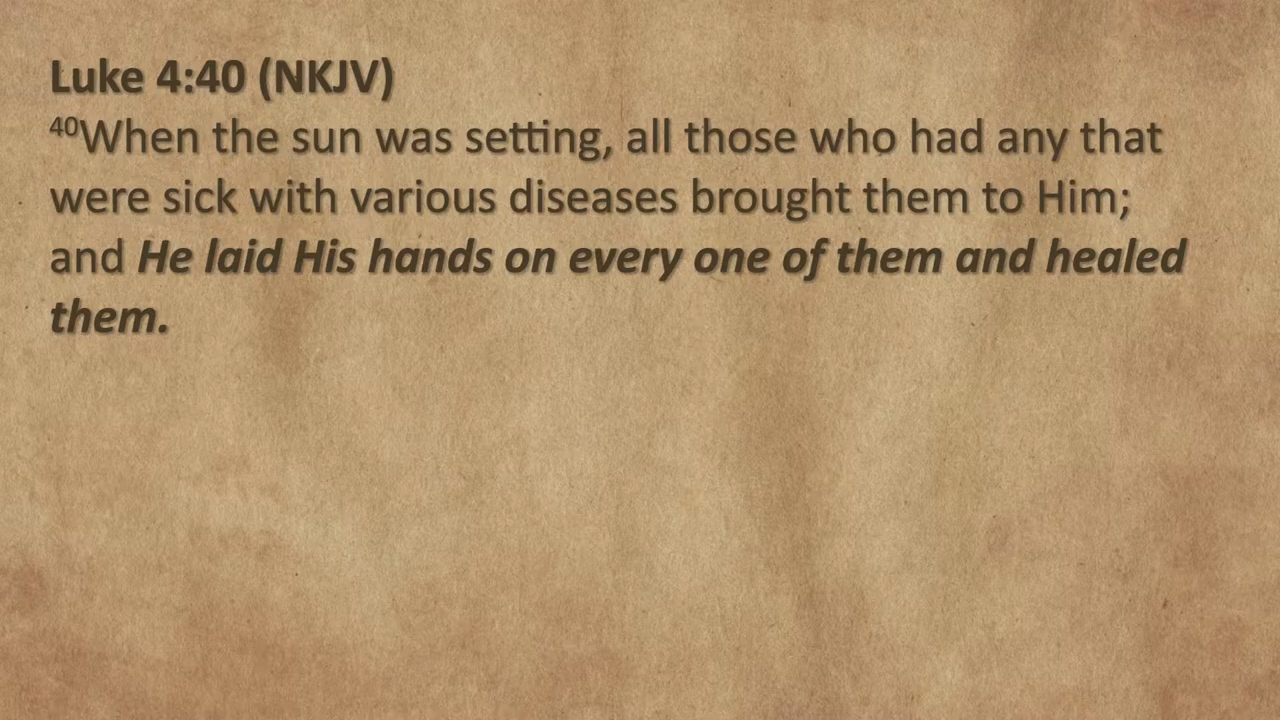 Luke 4:40 (NKJV)
40When the sun was setting, all those who had any that
were sick with various diseases brought them to Him;
and He laid His hands on every one of them and healed
them.